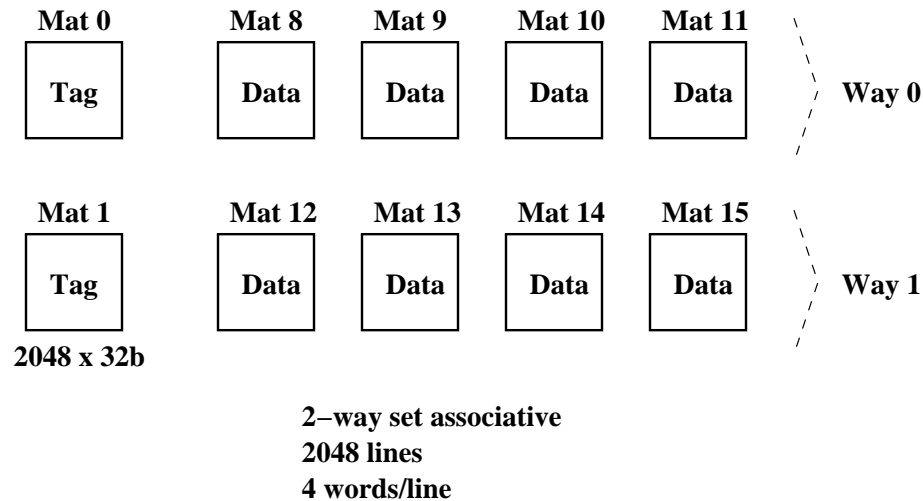 Mat 0 Mat 8 Mat 9 Mat 10 Mat 11
Tag Data Data Data Data Way 0
Mat 1 Mat 12 Mat 13 Mat 14 Mat 15
Tag Data Data Data Data Way 1
2048 x 32b
2−way set associative
2048 lines
4 words/line